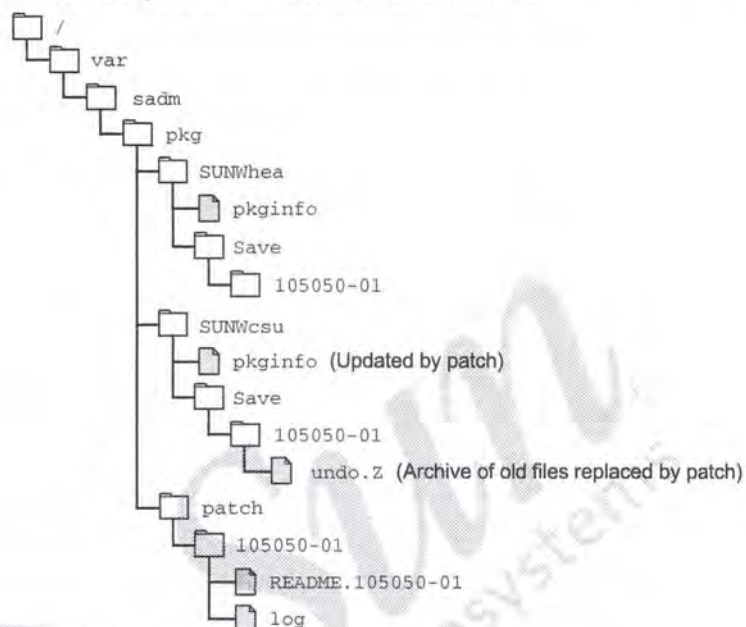 /
var
sadm
pkg
SUNWhea
pkginfo
Save
105050-01
SUNWcsu
pkginfo (Updated by patch)
Save
105050-01
undo.Z (Archive of old files replaced by patch)
patch
105050-01
README.105050-01
log
Sun